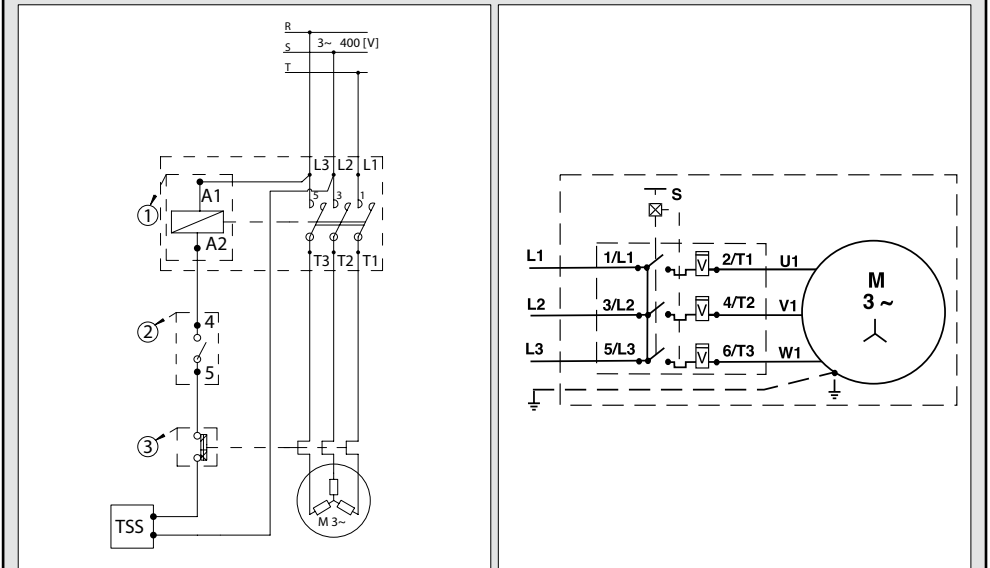 R
S 3~ 400 [V]
T
L3 L2 L1
A1 5 3 1
1
A2
T3 T2 T1
2 4
5
3
TSS
M 3~
S
L1 1/L1 V 2/T1 U1
M
3 ~
L2 3/L2 V 4/T2 V1
L3 5/L3 V 6/T3 W1